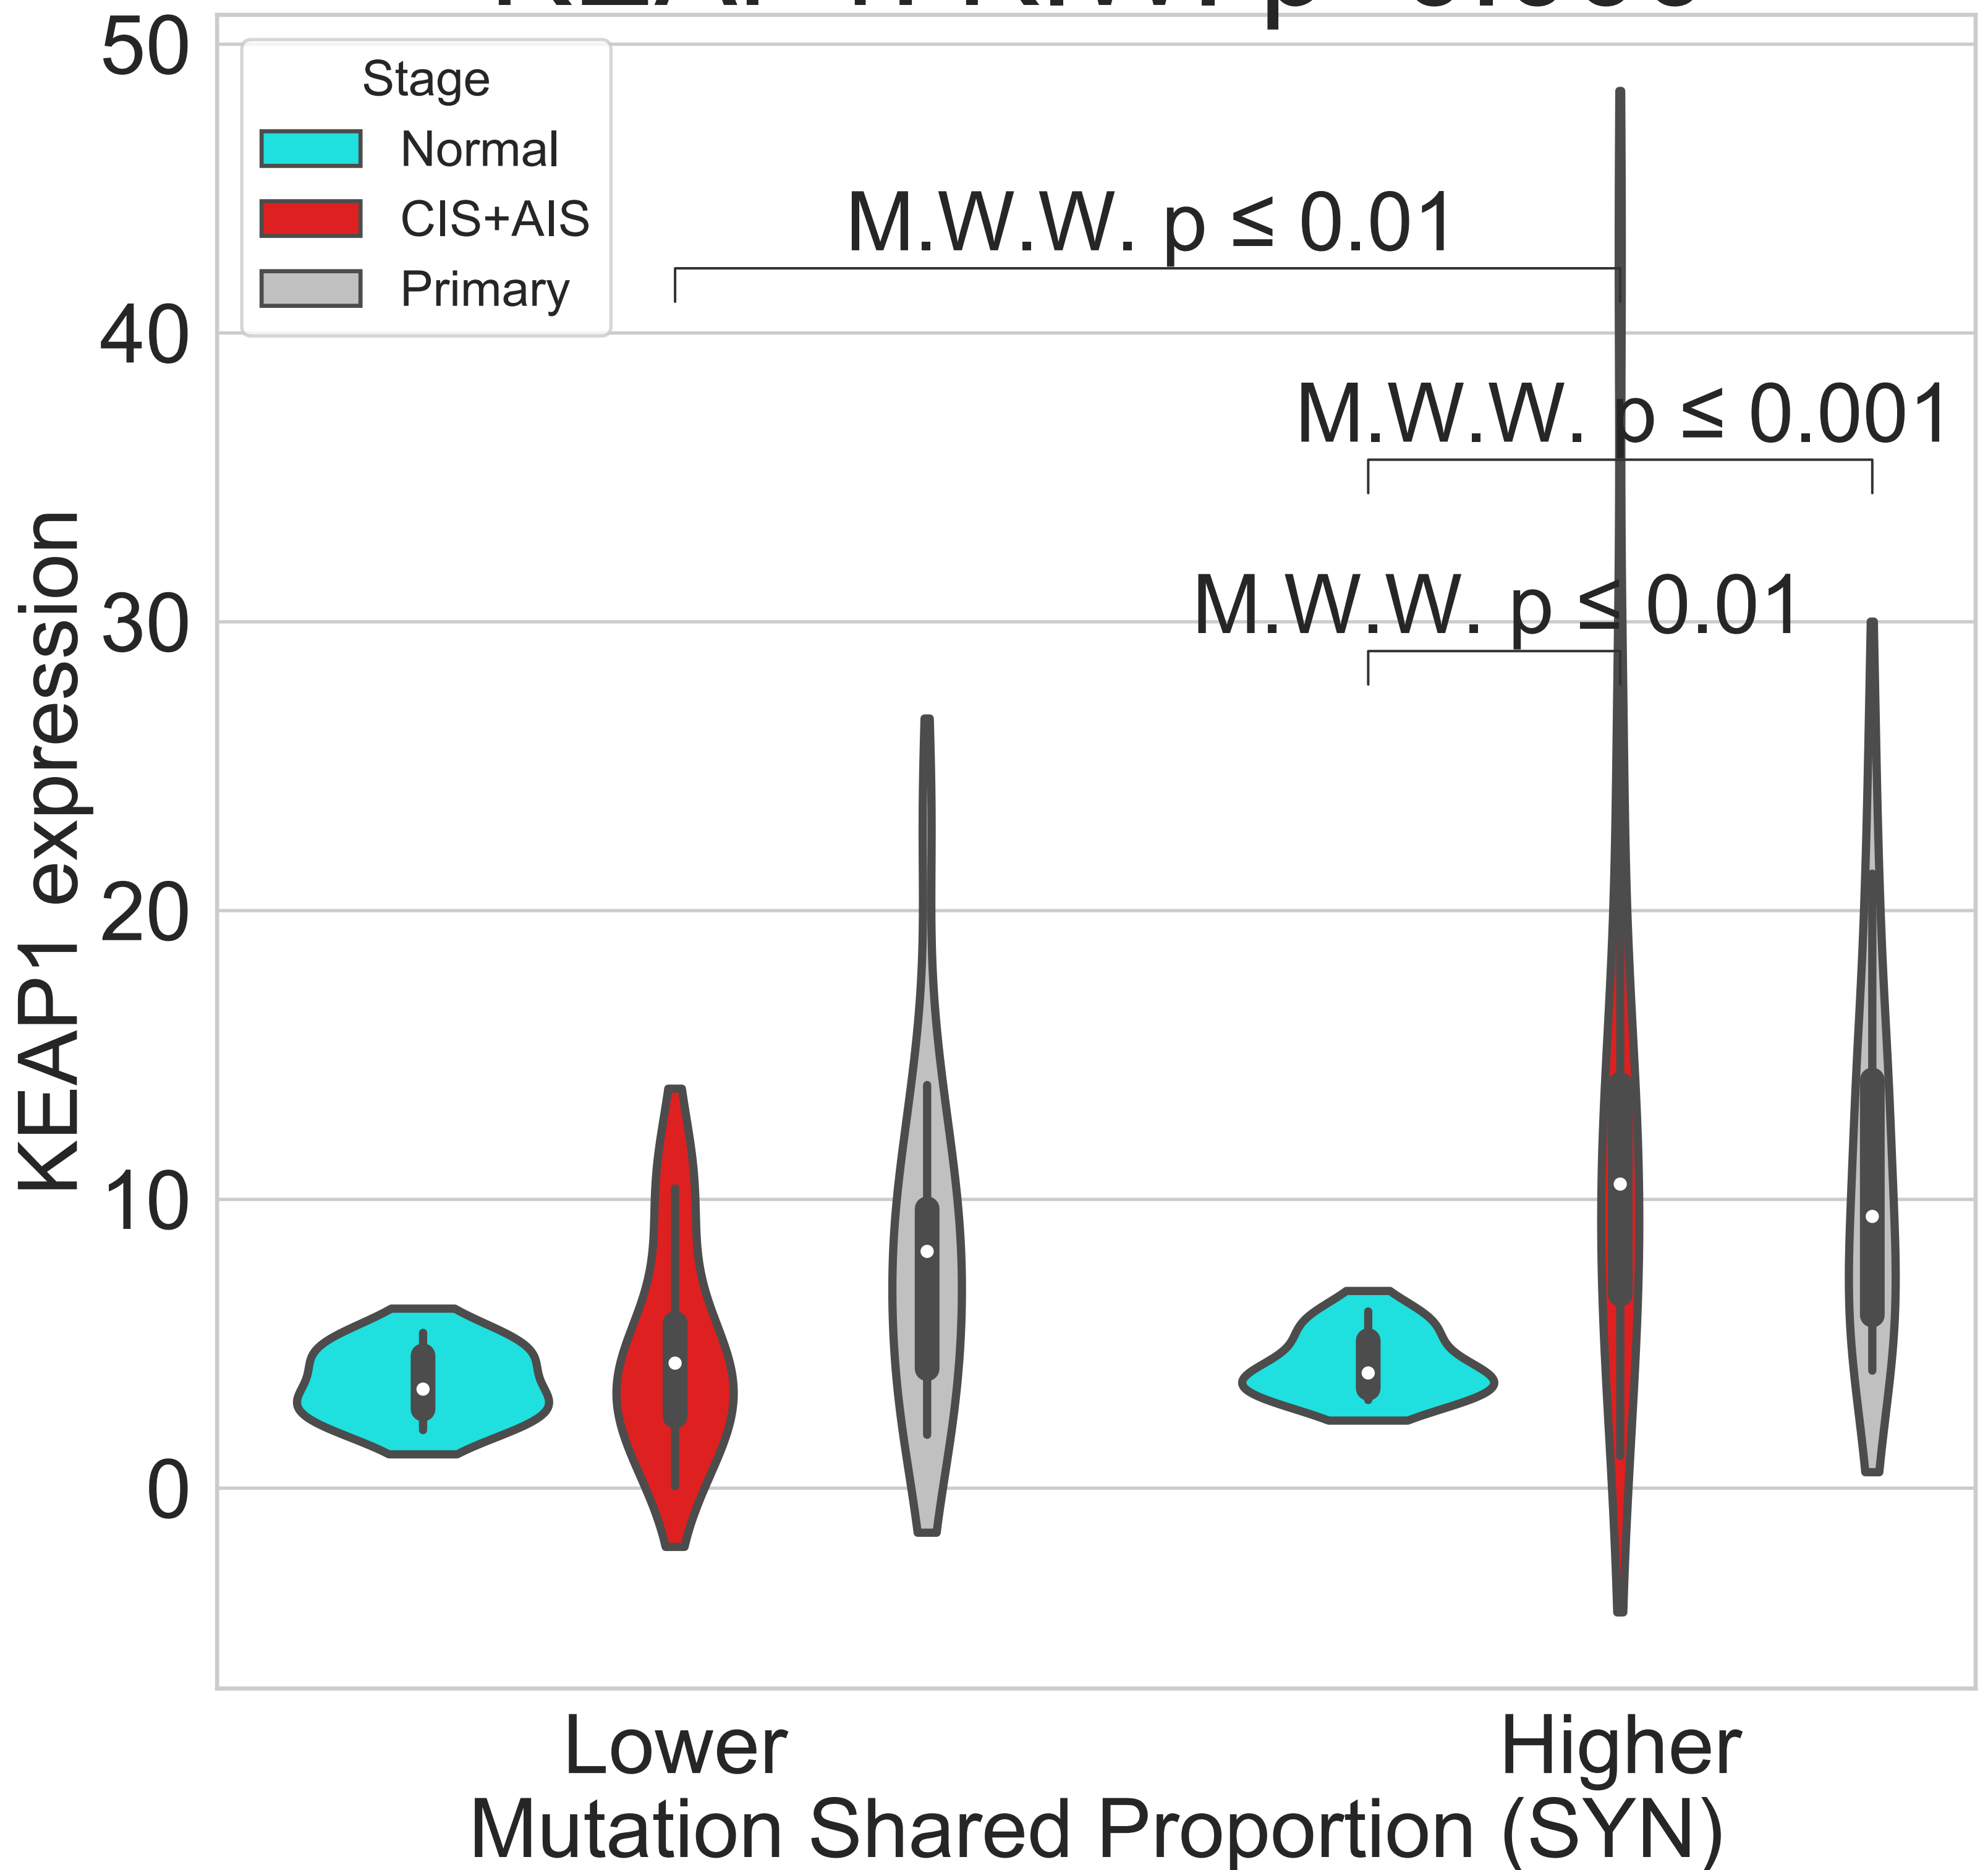 50
40
30
20
10
0
KEAP1 expression
Stage
Normal
CIS+AIS
Primary
M.W.W. p ≤ 0.01
M.W.W. p ≤ 0.001
M.W.W. p ≤ 0.01
Lower
Higher
Mutation Shared Proportion (SYN)